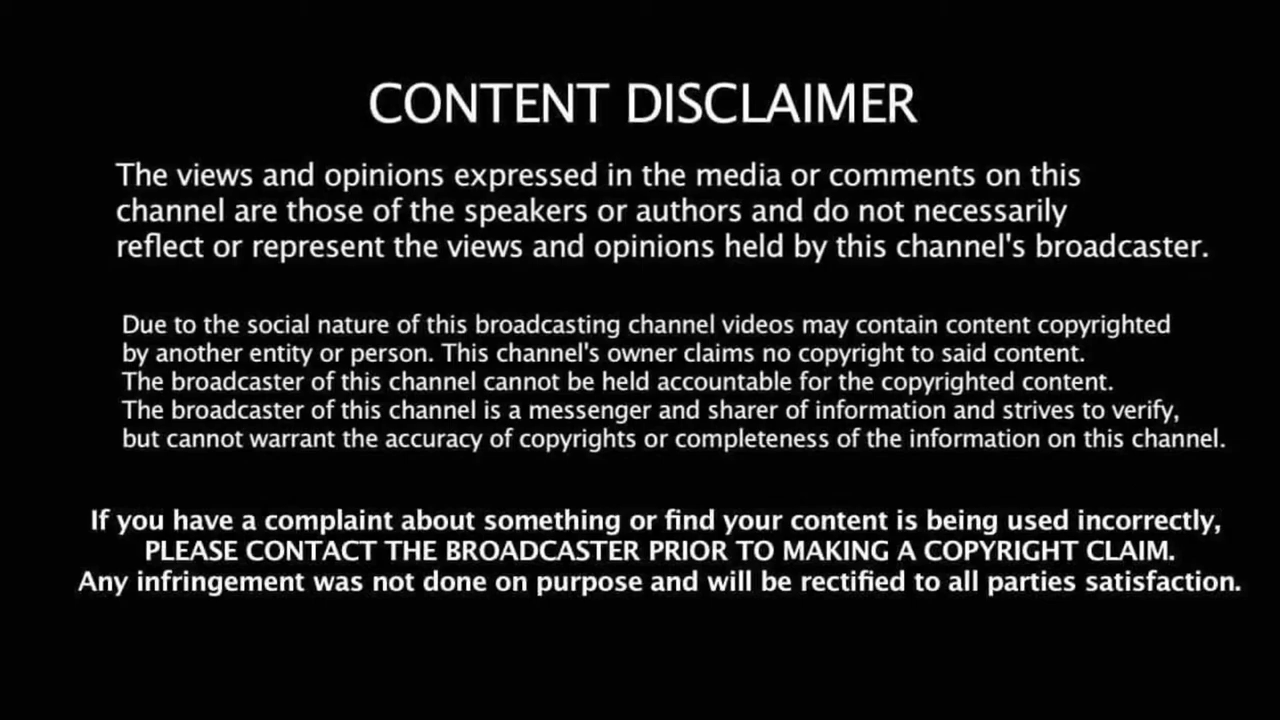 CONTENT DISCLAIMER
The views and opinions expressed in the media or comments on this
channel are those of the speakers or authors and do not necessarily
reflect or represent the views and opinions held by this channel's broadcaster.
Due to the social nature of this broadcasting channel videos may contain content copyrighted
by another entity or person. This channel's owner claims no copyright to said content.
The broadcaster of this channel cannot be held accountable for the copyrighted content.
The broadcaster of this channel is a messenger and sharer of information and strives to verify,
but cannot warrant the accuracy of copyrights or completeness of the information on this channel.
If you have a complaint about something or find your content is being used incorrectly,
PLEASE CONTACT THE BROADCASTER PRIOR TO MAKING A COPYRIGHT CLAIM.
Any infringement was not done on purpose and will be rectified to all parties satisfaction.